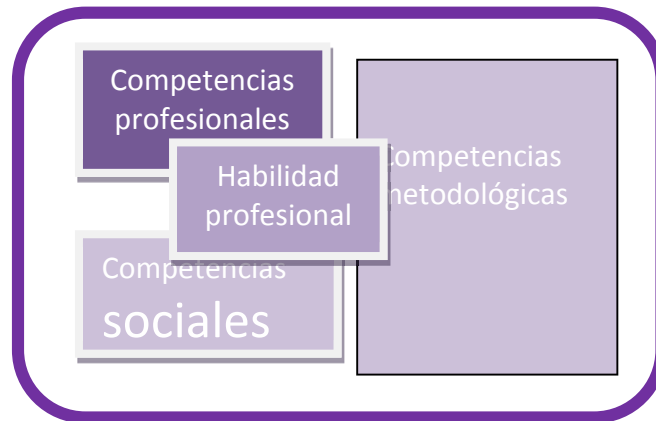 Competencias
profesionales
Habilidad
profesional
Competencias
metodológicas
Competencias
sociales